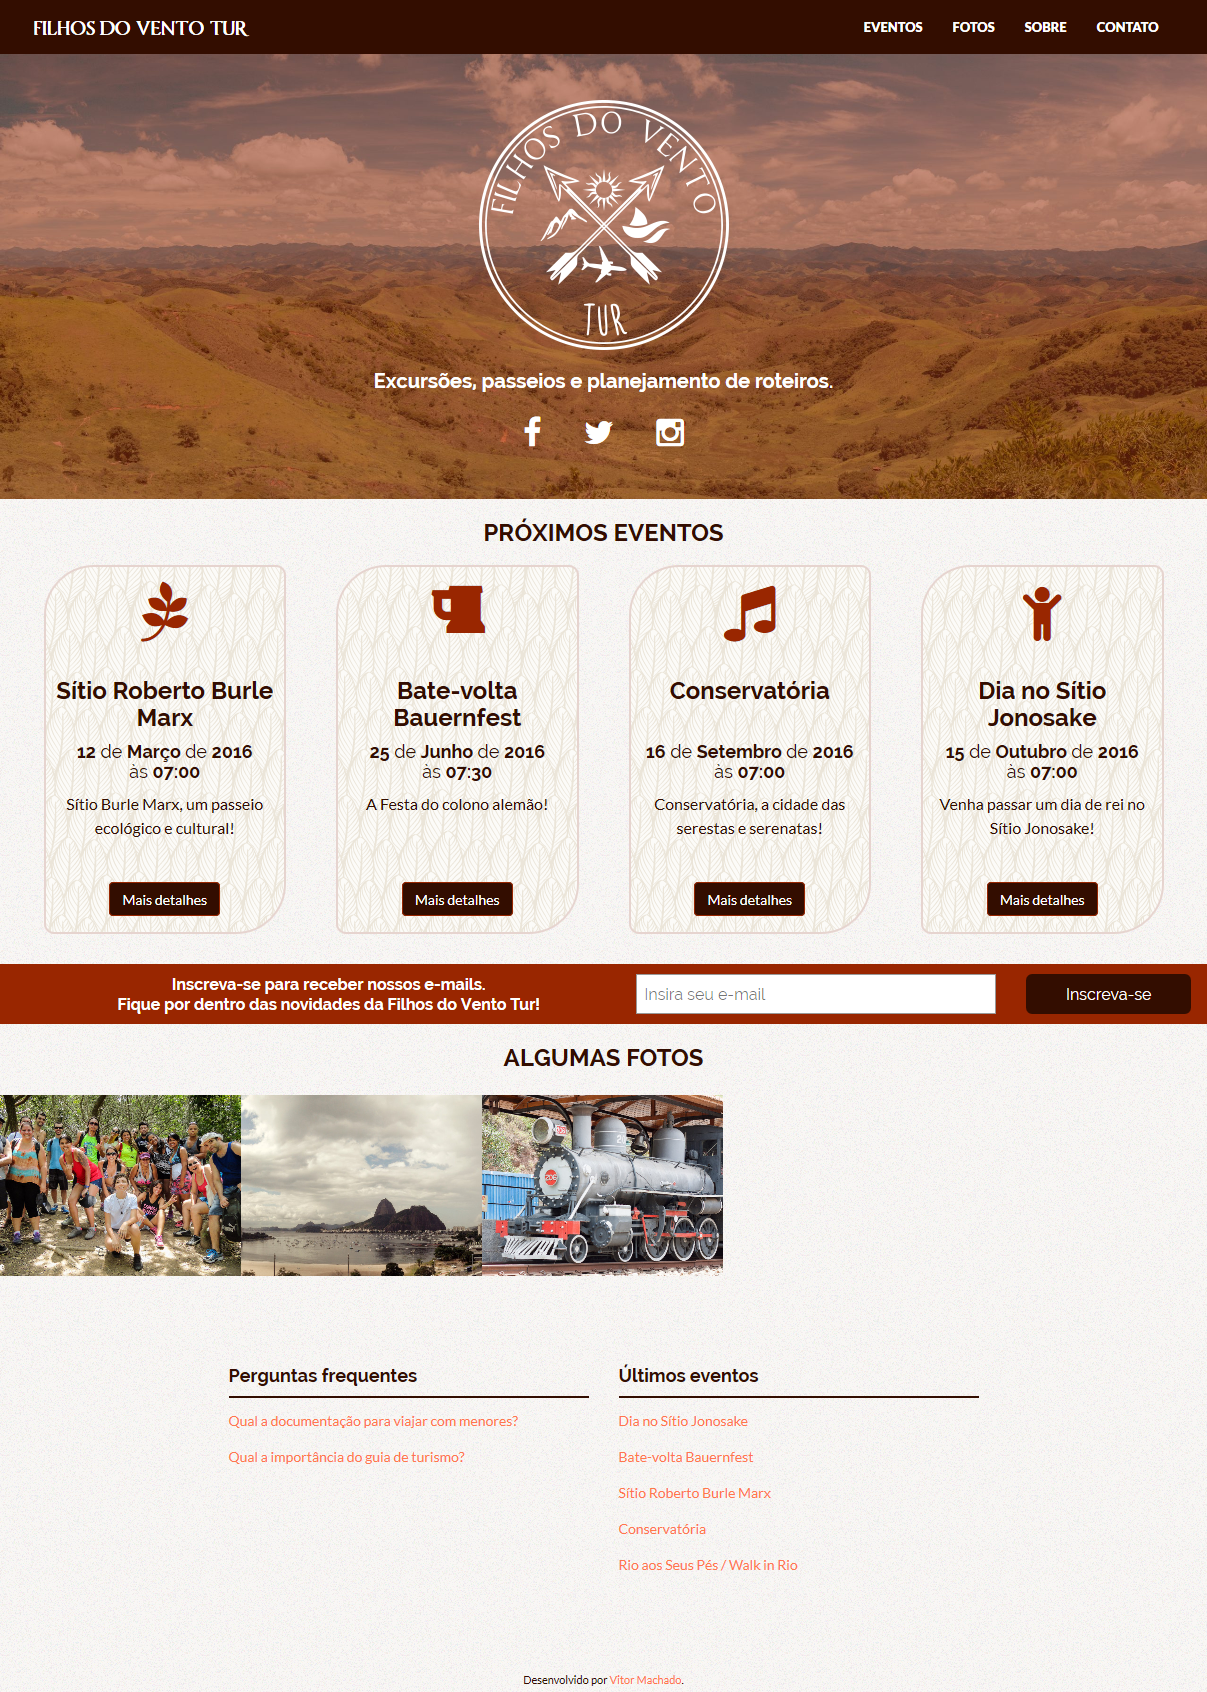 FILHOS DO VENTO TUR
EVENTOS FOTOS SOBRE CONTATO
FILHOS DO VENTO
TUR
Excursões, passeios e planejamento de roteiros.
PRÓXIMOS EVENTOS
Sítio Roberto Burle
Marx
12 de Março de 2016
às 07:00
Sítio Burle Marx, um passeio
ecológico e cultural!
Mais detalhes
Bate-volta
Bauernfest
25 de Junho de 2016
às 07:30
A Festa do colono alemão!
Mais detalhes
Conservatória
16 de Setembro de 2016
às 07:00
Conservatória, a cidade das
serestas e serenatas!
Mais detalhes
Dia no Sítio
Jonosake
15 de Outubro de 2016
às 07:00
Venha passar um dia de rei no
Sítio Jonosake!
Mais detalhes
Inscreva-se para receber nossos e-mails.
Fique por dentro das novidades da Filhos do Vento Tur!
Insira seu e-mail
Inscreva-se
ALGUMAS FOTOS
206
Perguntas frequentes
Qual a documentação para viajar com menores?
Qual a importância do guia de turismo?
Últimos eventos
Dia no Sítio Jonosake
Bate-volta Bauernfest
Sítio Roberto Burle Marx
Conservatória
Rio aos Seus Pés / Walk in Rio
Desenvolvido por Vitor Machado.